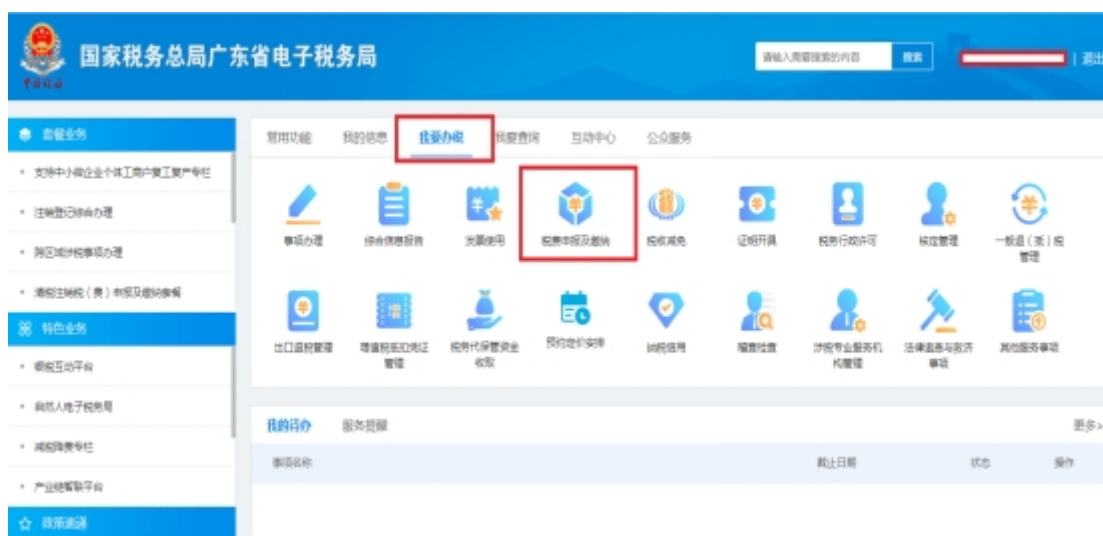 国家税务总局广东省电子税务局
中国税务
请输入需要搜索的内容
搜索
| 退出
套餐业务
支持中小微企业个体工商户复工复产专栏
注销登记综合办理
跨区域涉税事项办理
清税注销税（费）申报及缴纳套餐
特色业务
银税互动平台
自然人电子税务局
减税降费专栏
产业链智联平台
政策速递
常用功能 我的信息 我要办税 我要查询 互动中心 公众服务
事项办理 综合信息报告 发票使用 税费申报及缴纳 税收减免 证明开具 税务行政许可 核定管理 一般退（抵）税
管理
出口退税管理 增值税抵扣凭证 税务代保管资金 预约定价安排 纳税信用 稽查检查 涉税专业服务机 法律追责与救济 其他服务事项
管理 收取 构管理 事项
我的待办 服务提醒 更多>
事项名称 截止日期 状态 操作